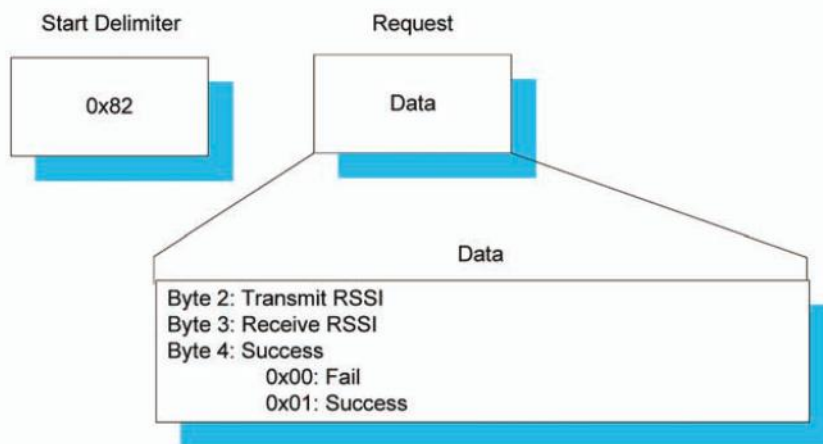 Start Delimiter
Request
0x82
Data
Data
Byte 2: Transmit RSSI
Byte 3: Receive RSSI
Byte 4: Success
0x00: Fail
0x01: Success